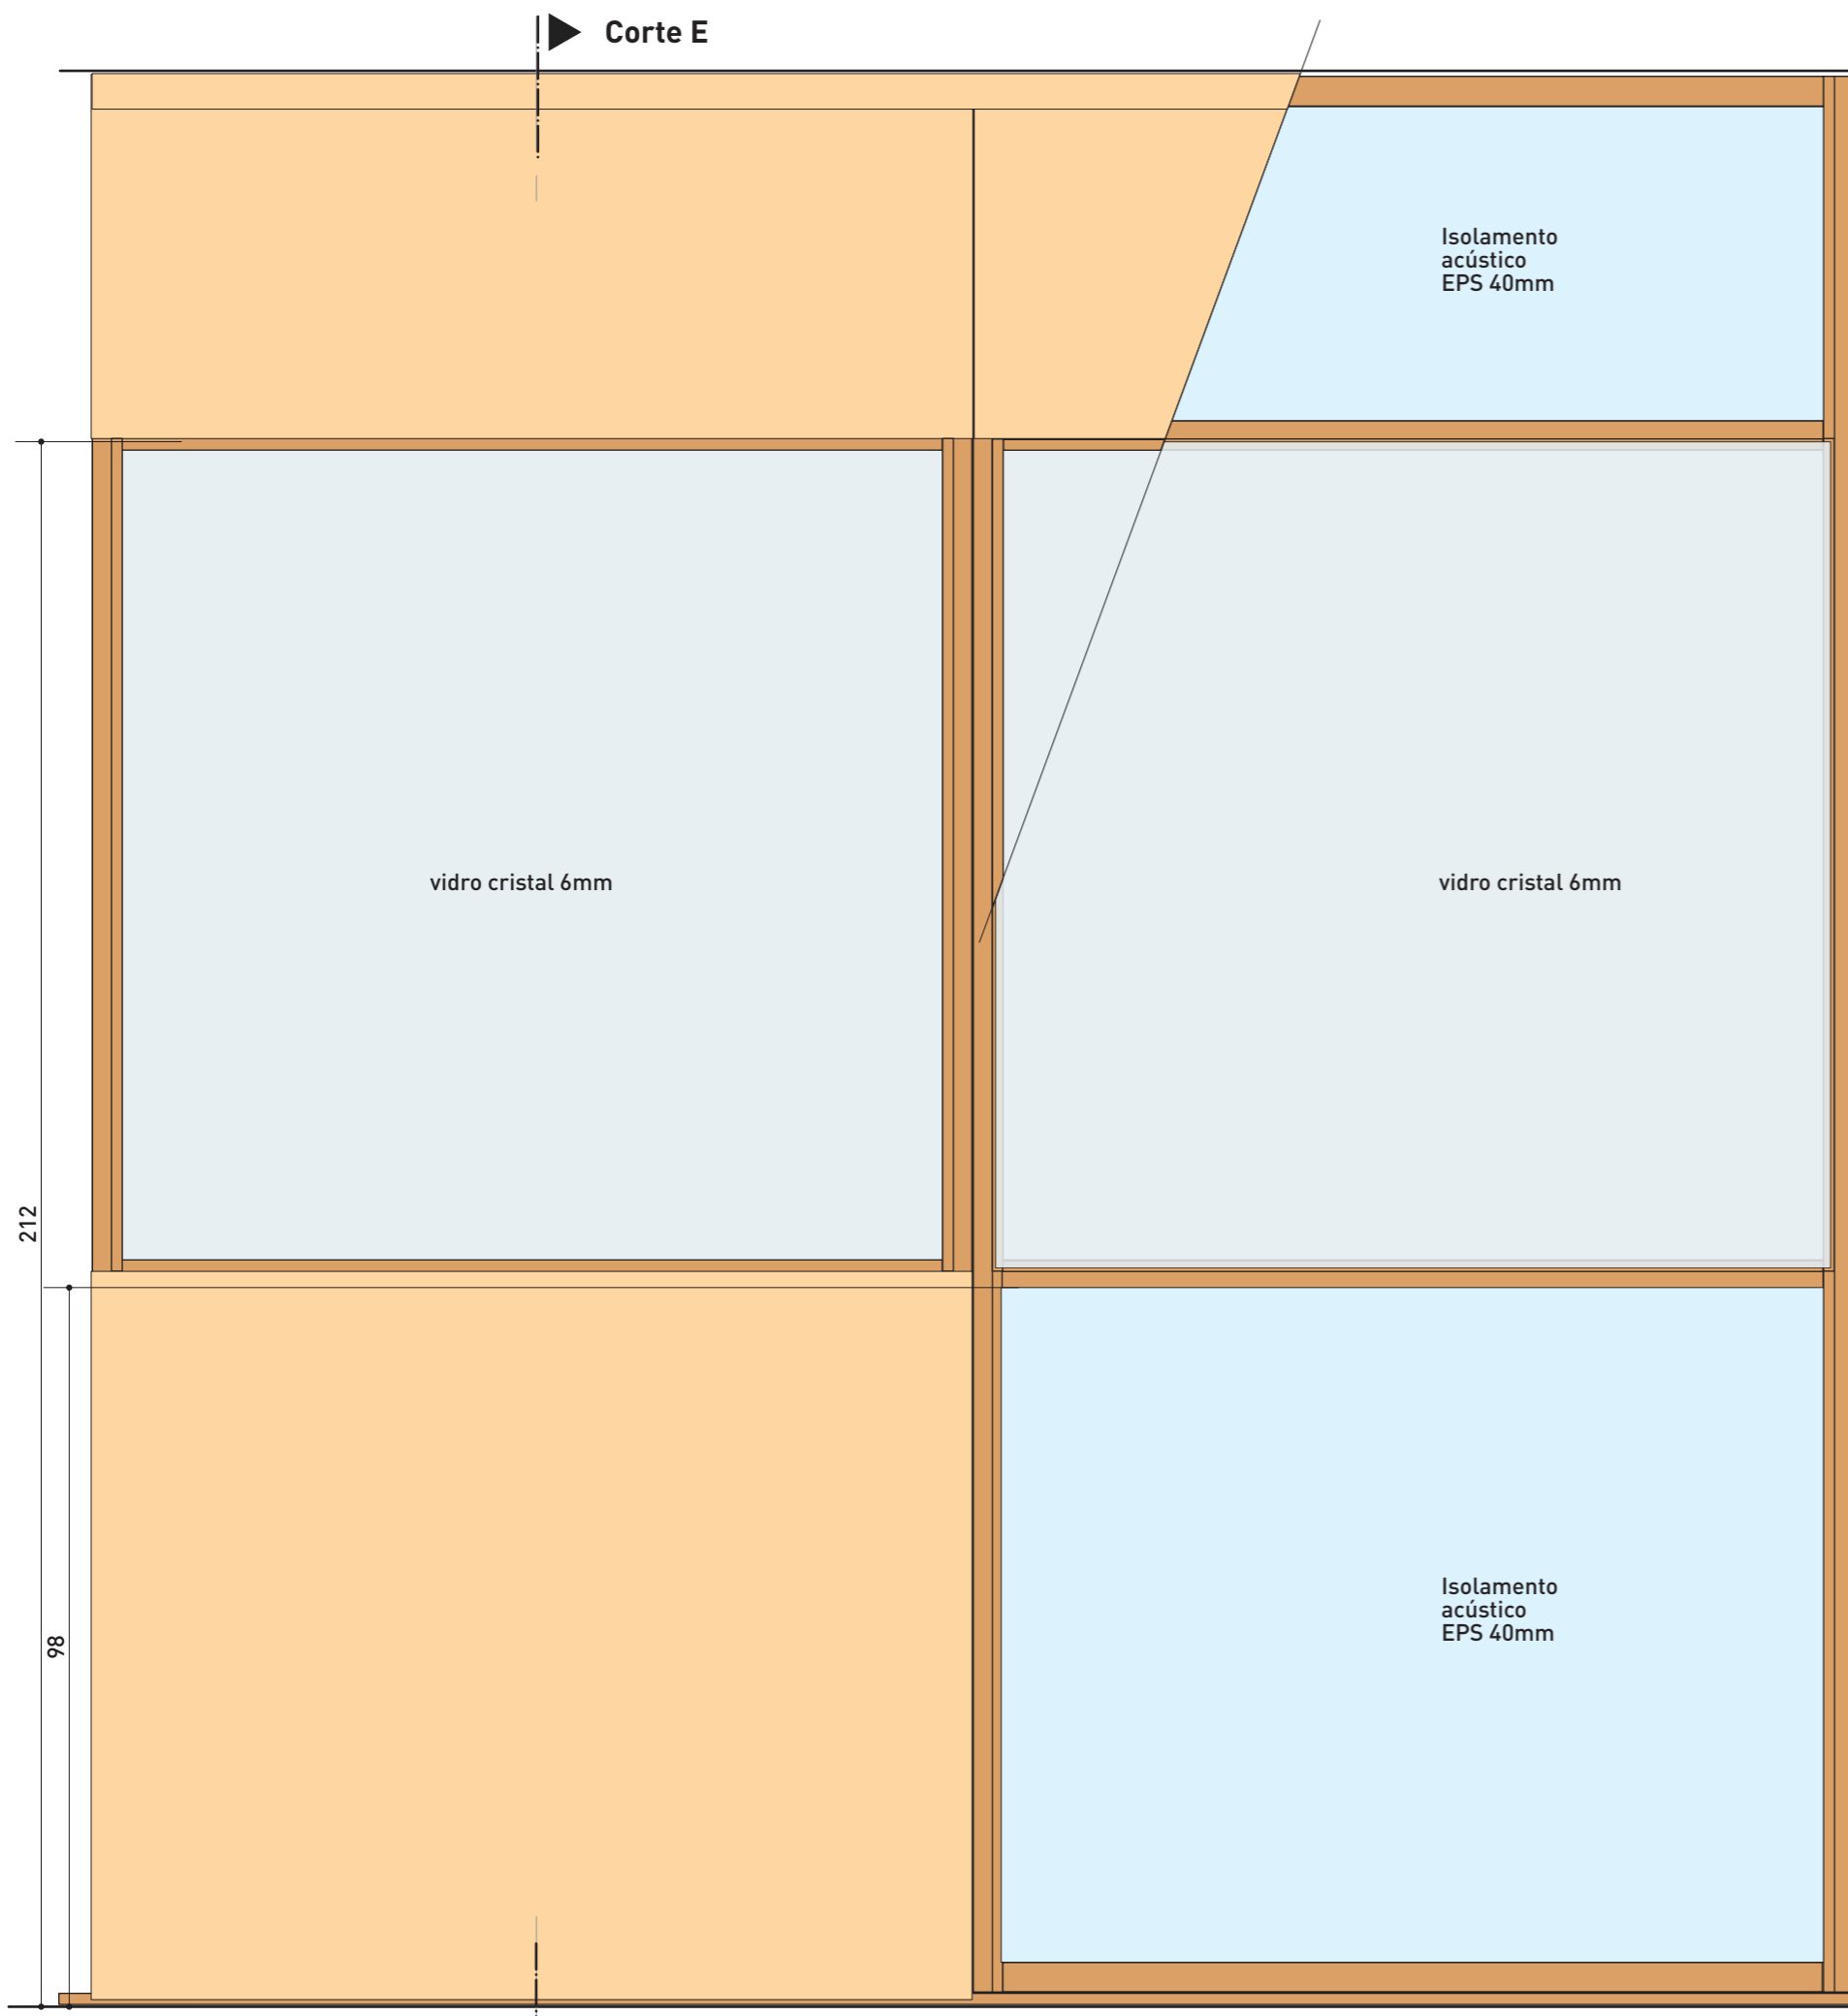 Corte E
Isolamento
acústico
EPS 40mm
vidro cristal 6mm
vidro cristal 6mm
212
98
Isolamento
acústico
EPS 40mm